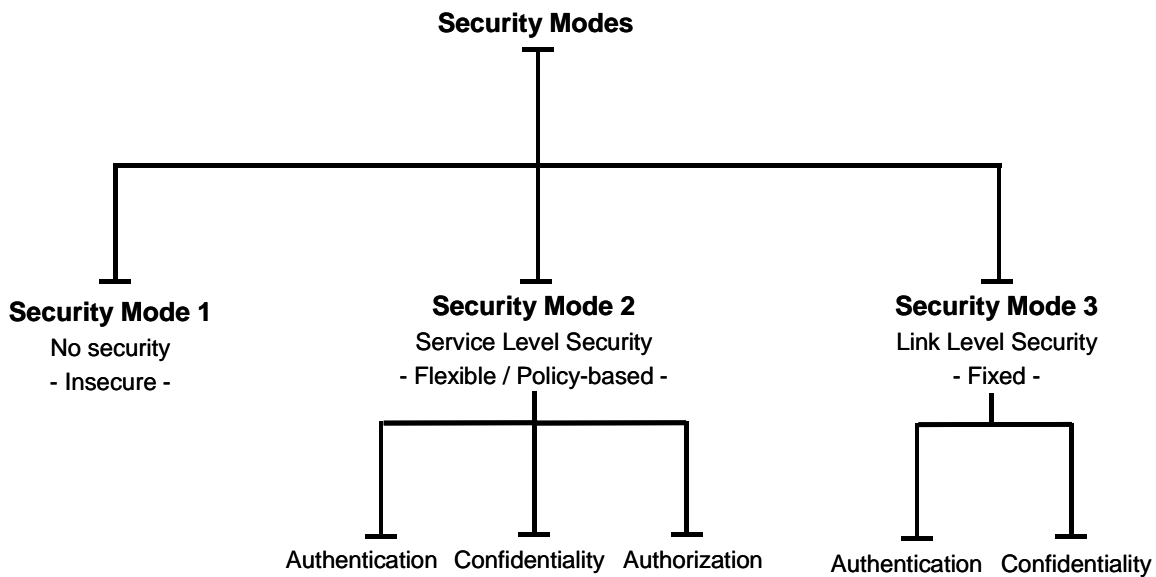 Security Modes
Security Mode 1
No security
- Insecure -
Security Mode 2
Service Level Security
- Flexible / Policy-based -
Security Mode 3
Link Level Security
- Fixed -
Authentication Confidentiality Authorization
Authentication Confidentiality